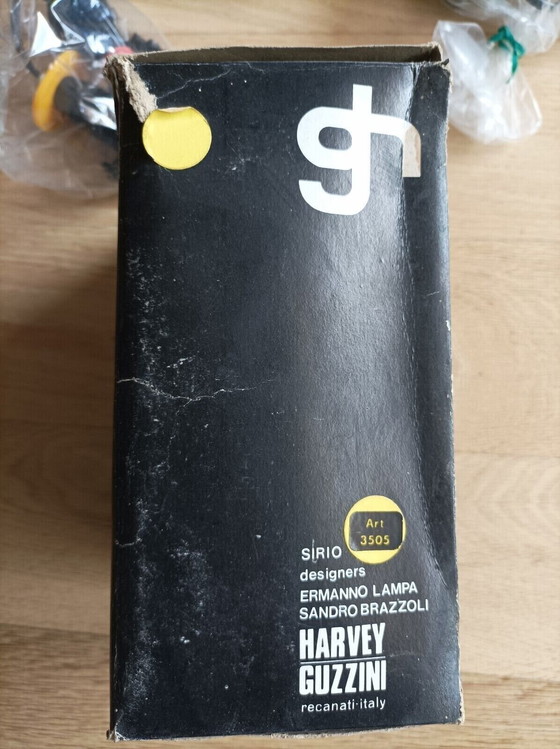 gh
Art
3505
SIRIO
designers
ERMANNO LAMPA
SANDRO BRAZZOLI
HARVEY
GUZZINI
recanati·italy